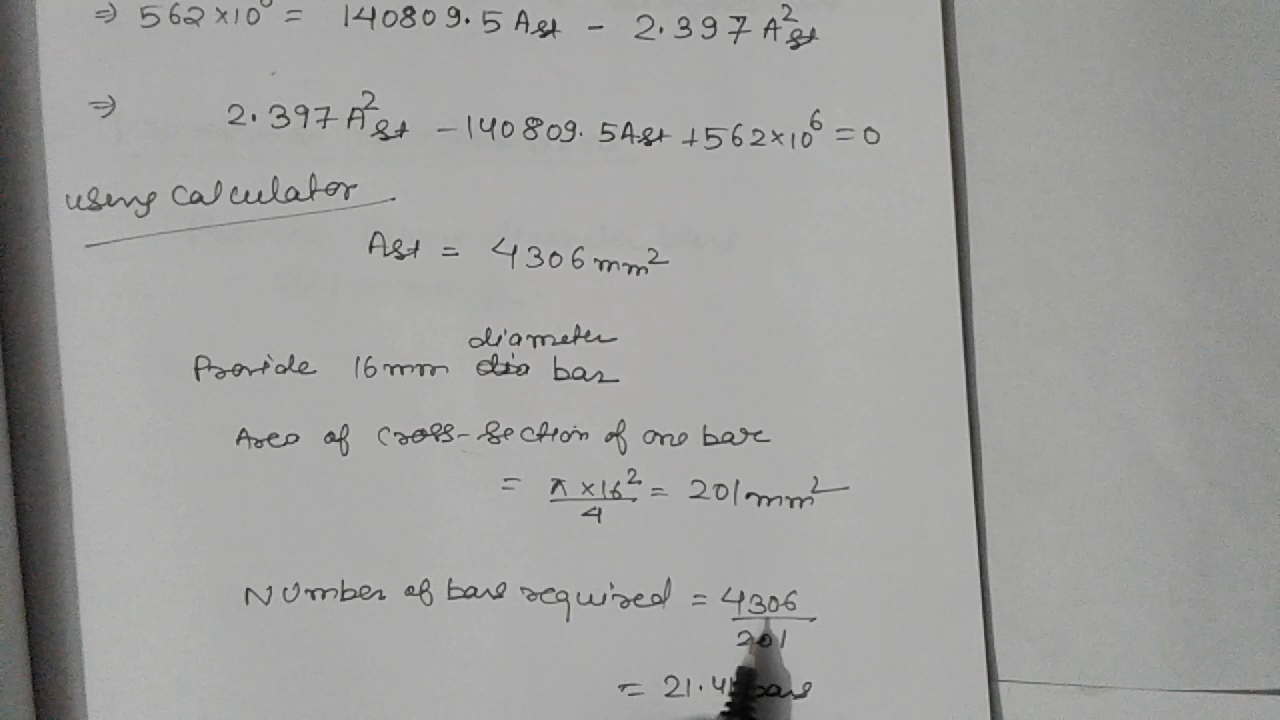 ⇒ 562×10⁶ = 140809.5 Ast - 2.397 A²st
⇒ 2.397 A²st - 140809.5Ast + 562×10⁶ = 0
using calculator
Ast = 4306 mm²
diameter
Provide 16mm dia bar
Area of cross-section of one bar
= π×16²/4 = 201mm²
Number of bars required = 4306/201
= 21.4 bars